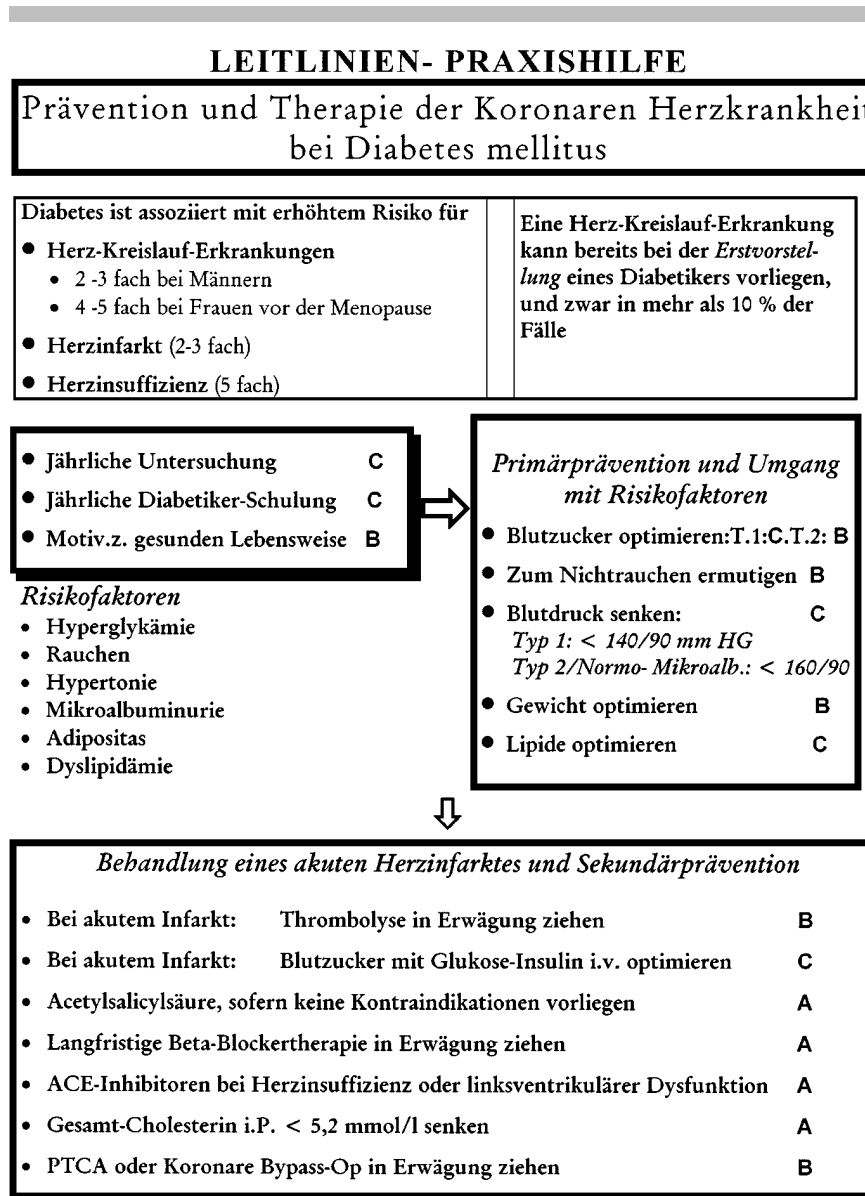 LEITLINIEN- PRAXISHILFE
Prävention und Therapie der Koronaren Herzkrankheit
bei Diabetes mellitus
Diabetes ist assoziiert mit erhöhtem Risiko für
● Herz-Kreislauf-Erkrankungen
• 2 -3 fach bei Männern
• 4 -5 fach bei Frauen vor der Menopause
● Herzinfarkt (2-3 fach)
● Herzinsuffizienz (5 fach)
Eine Herz-Kreislauf-Erkrankung
kann bereits bei der Erstvorstel-
lung eines Diabetikers vorliegen,
und zwar in mehr als 10 % der
Fälle
● Jährliche Untersuchung C
● Jährliche Diabetiker-Schulung C
● Motiv.z. gesunden Lebensweise B
Risikofaktoren
• Hyperglykämie
• Rauchen
• Hypertonie
• Mikroalbuminurie
• Adipositas
• Dyslipidämie
Primärprävention und Umgang
mit Risikofaktoren
● Blutzucker optimieren:T.1:C.T.2: B
● Zum Nichtrauchen ermutigen B
● Blutdruck senken: C
Typ 1: < 140/90 mm HG
Typ 2/Normo- Mikroalb.: < 160/90
● Gewicht optimieren B
● Lipide optimieren C
Behandlung eines akuten Herzinfarktes und Sekundärprävention
• Bei akutem Infarkt: Thrombolyse in Erwägung ziehen B
• Bei akutem Infarkt: Blutzucker mit Glukose-Insulin i.v. optimieren C
• Acetylsalicylsäure, sofern keine Kontraindikationen vorliegen A
• Langfristige Beta-Blockertherapie in Erwägung ziehen A
• ACE-Inhibitoren bei Herzinsuffizienz oder linksventrikulärer Dysfunktion A
• Gesamt-Cholesterin i.P. < 5,2 mmol/l senken A
• PTCA oder Koronare Bypass-Op in Erwägung ziehen B